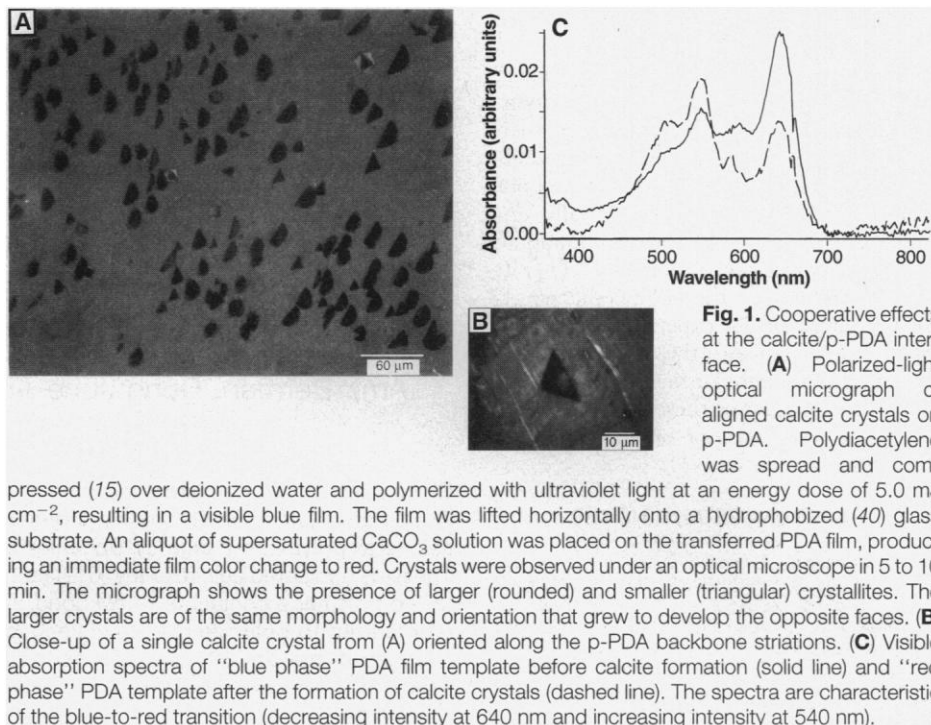 A
60 µm
C
Absorbance (arbitrary units)
0.02
0.01
0.00
400
500
600
700
800
Wavelength (nm)
B
10 µm
Fig. 1. Cooperative effects
at the calcite/p-PDA inter
face. (A) Polarized-ligh
optical micrograph o
aligned calcite crystals or
p-PDA. Polydiacetylene
was spread and com
pressed (15) over deionized water and polymerized with ultraviolet light at an energy dose of 5.0 m
cm−2, resulting in a visible blue film. The film was lifted horizontally onto a hydrophobized (40) glas
substrate. An aliquot of supersaturated CaCO3 solution was placed on the transferred PDA film, produc
ing an immediate film color change to red. Crystals were observed under an optical microscope in 5 to 10
min. The micrograph shows the presence of larger (rounded) and smaller (triangular) crystallites. The
larger crystals are of the same morphology and orientation that grew to develop the opposite faces. (B
Close-up of a single calcite crystal from (A) oriented along the p-PDA backbone striations. (C) Visible
absorption spectra of "blue phase" PDA film template before calcite formation (solid line) and "red
phase" PDA template after the formation of calcite crystals (dashed line). The spectra are characteristic
of the blue-to-red transition (decreasing intensity at 640 nm and increasing intensity at 540 nm)